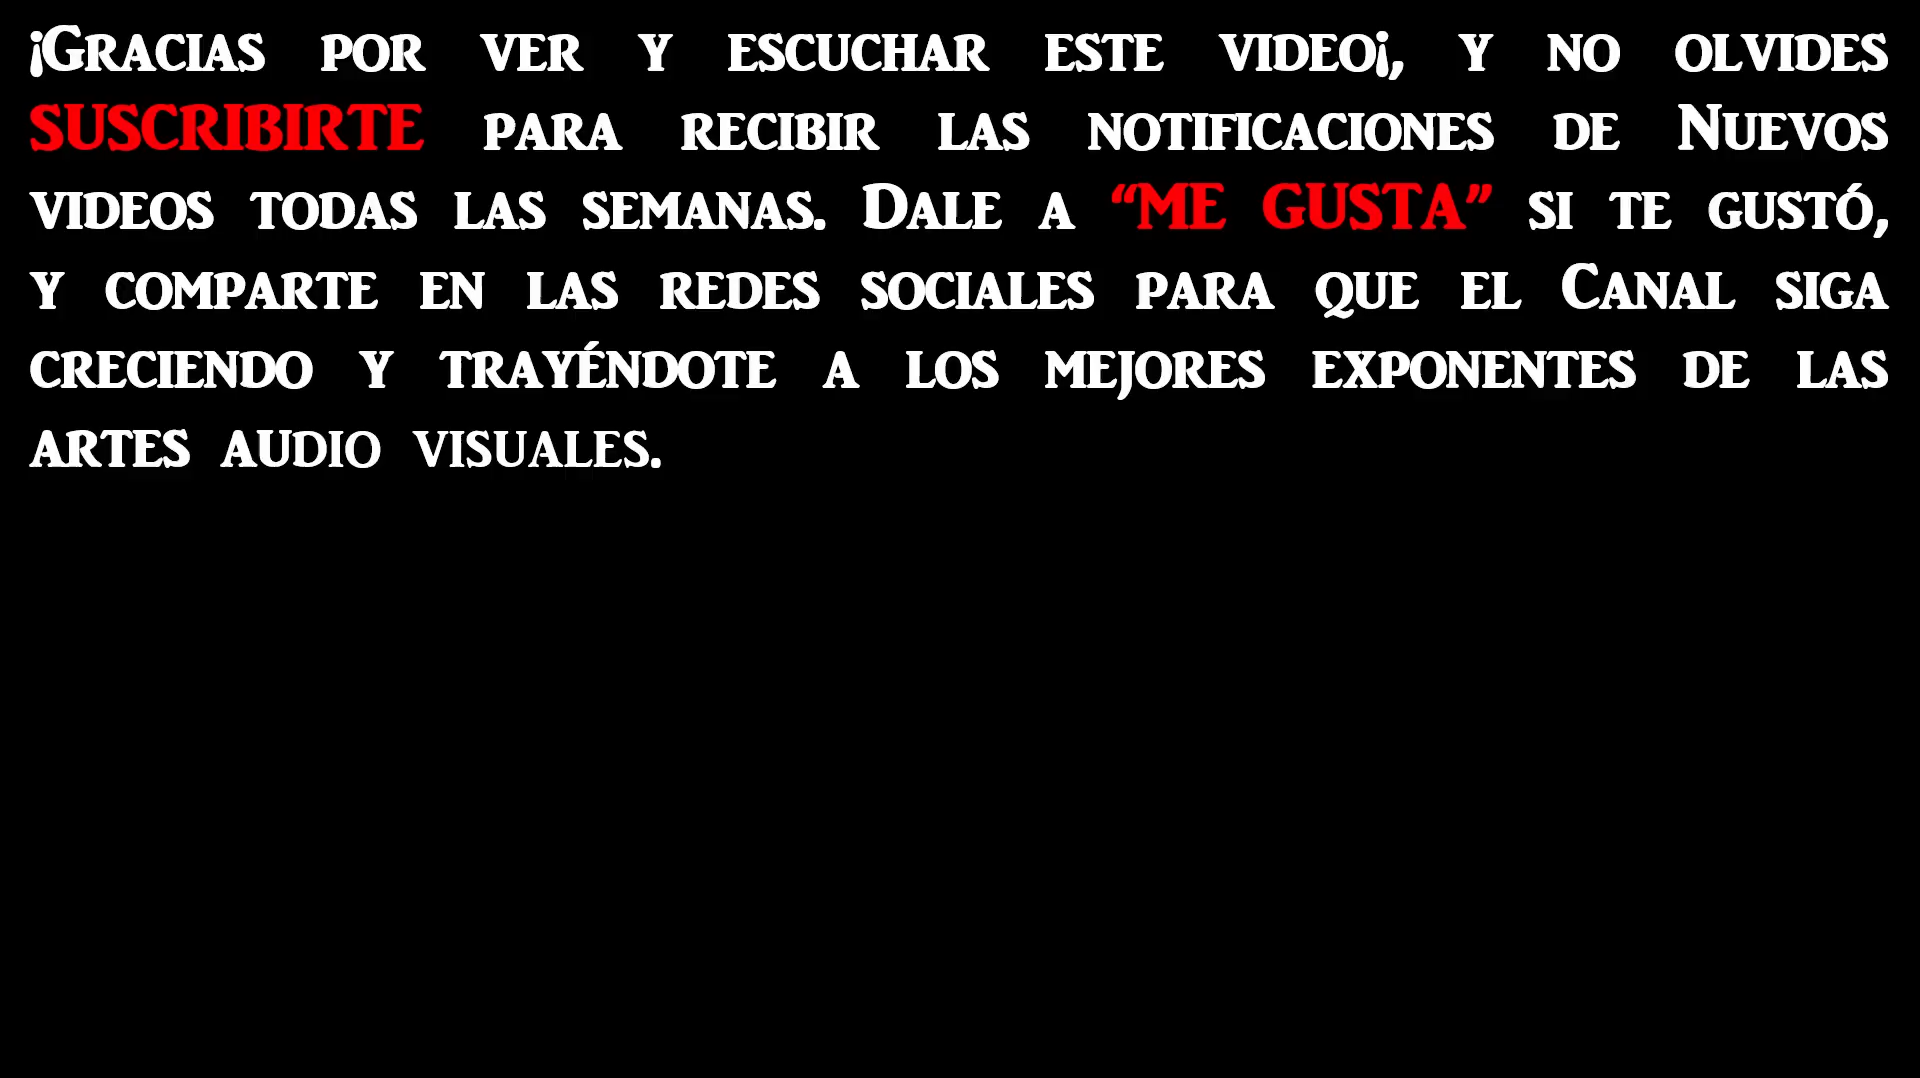 ¡Gracias por ver y escuchar este video¡, y no olvides
SUSCRIBIRTE para recibir las notificaciones de Nuevos
videos todas las semanas. Dale a “ME GUSTA” si te gustó,
y comparte en las redes sociales para que el Canal siga
creciendo y trayéndote a los mejores exponentes de las
artes audio visuales.